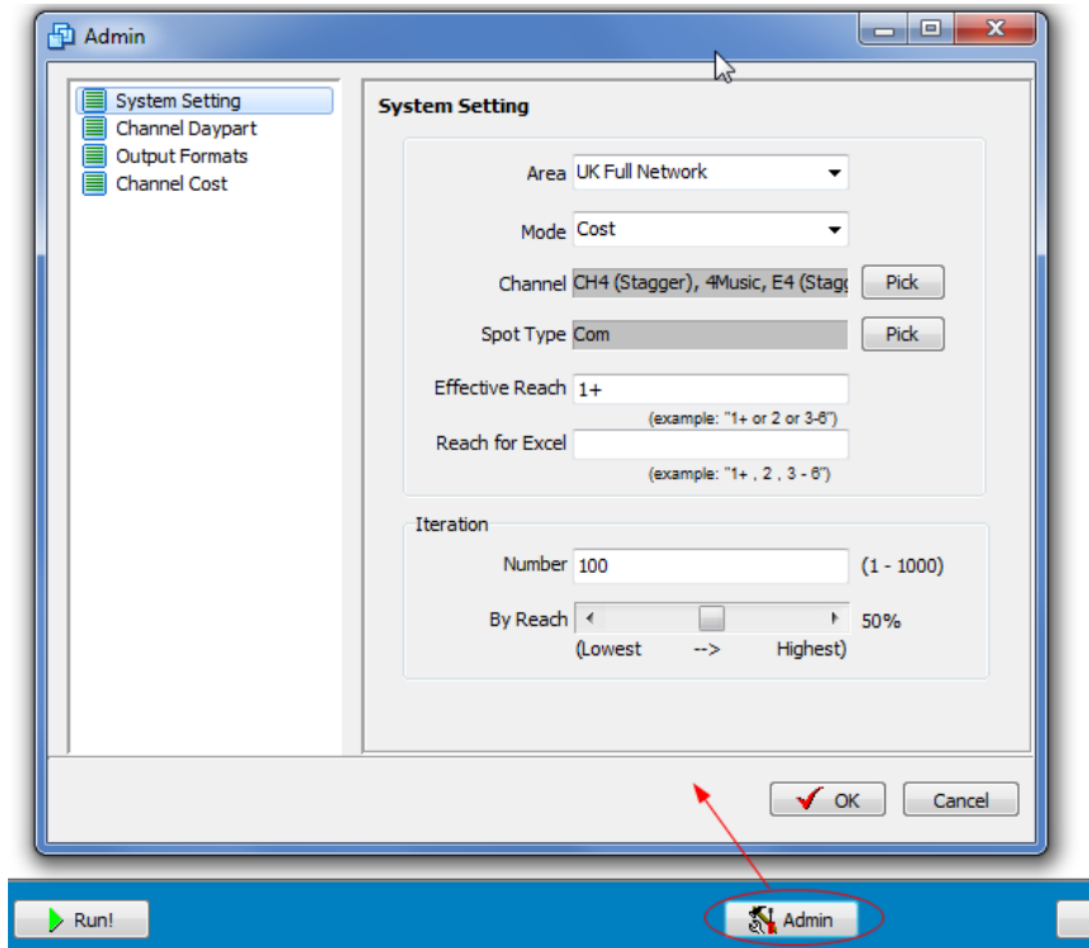 Admin
System Setting
Channel Daypart
Output Formats
Channel Cost
System Setting
Area UK Full Network
Mode Cost
Channel CH4 (Stagger), 4Music, E4 (Stagg Pick
Spot Type Com Pick
Effective Reach 1+
(example: "1+ or 2 or 3-6")
Reach for Excel
(example: "1+ , 2 , 3 - 6")
Iteration
Number 100 (1 - 1000)
By Reach 50%
(Lowest --> Highest)
OK Cancel
Run! Admin